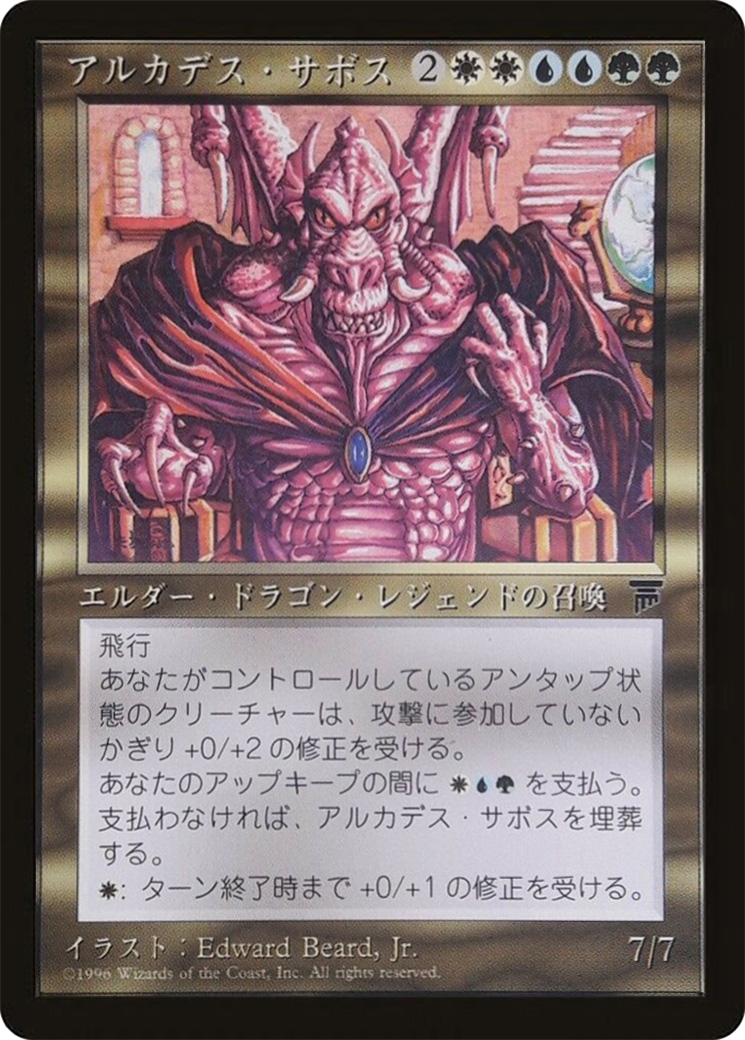 アルカデス・サボス 2
エルダー・ドラゴン・レジェンドの召喚
飛行
あなたがコントロールしているアンタップ状
態のクリーチャーは、攻撃に参加していない
かぎり +0/+2 の修正を受ける。
あなたのアップキープの間に を支払う。
支払わなければ、アルカデス・サボスを埋葬
する。
: ターン終了時まで +0/+1 の修正を受ける。
イラスト：Edward Beard, Jr. 7/7
©1996 Wizards of the Coast, Inc. All rights reserved.